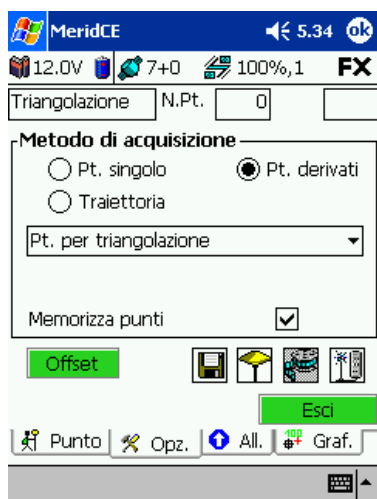 MeridCE 5.34 ok
12.0V 7+0 100%,1 FX
Triangolazione N.Pt. 0
Metodo di acquisizione
Pt. singolo Pt. derivati
Traiettoria
Pt. per triangolazione
Memorizza punti
Offset
Esci
Punto Opz. All. Graf.